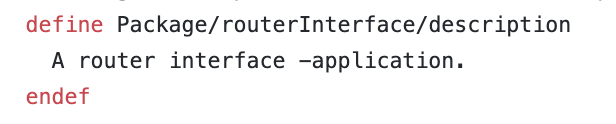 define Package/routerInterface/description
A router interface -application.
endef